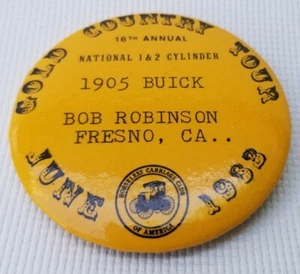 GOLD COUNTRY TOUR
16TH ANNUAL
NATIONAL 1 & 2 CYLINDER
1905 BUICK
BOB ROBINSON
FRESNO, CA..
JUNE 1983
HORSELESS CARRIAGE CLUB
OF AMERICA